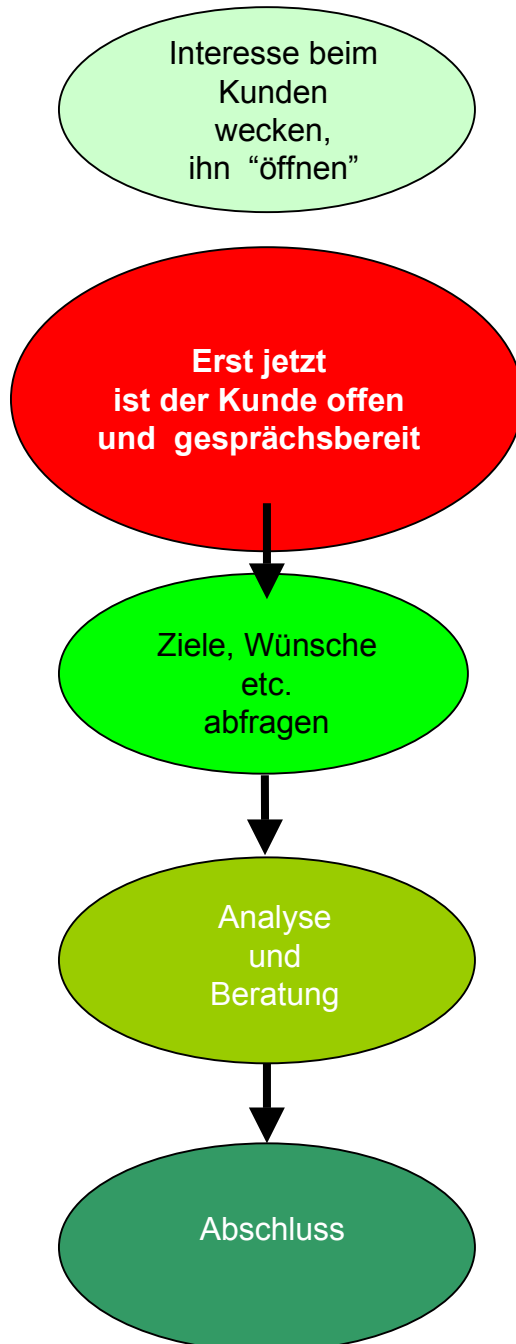 Interesse beim
Kunden
wecken,
ihn “öffnen”
Erst jetzt
ist der Kunde offen
und gesprächsbereit
Ziele, Wünsche
etc.
abfragen
Analyse
und
Beratung
Abschluss